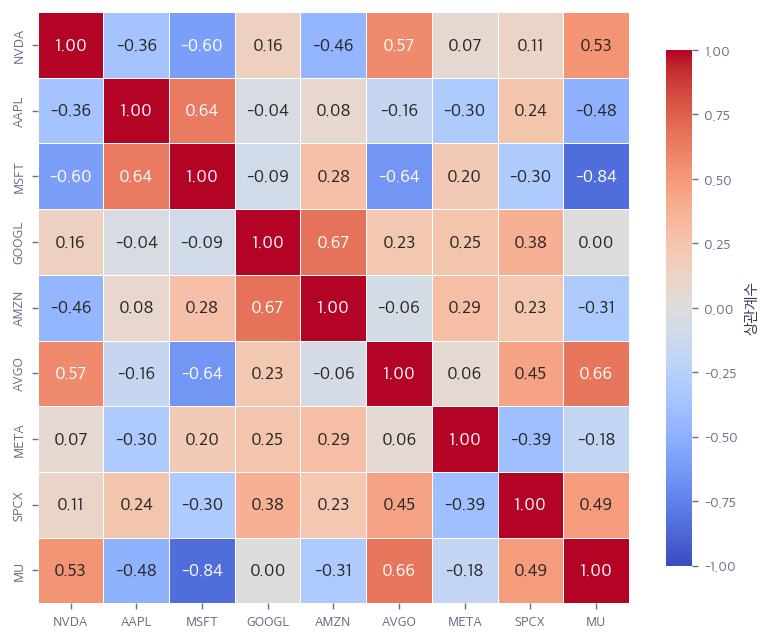 NVDA 1.00 -0.36 -0.60 0.16 -0.46 0.57 0.07 0.11 0.53
AAPL -0.36 1.00 0.64 -0.04 0.08 -0.16 -0.30 0.24 -0.48
MSFT -0.60 0.64 1.00 -0.09 0.28 -0.64 0.20 -0.30 -0.84
GOOGL 0.16 -0.04 -0.09 1.00 0.67 0.23 0.25 0.38 0.00
AMZN -0.46 0.08 0.28 0.67 1.00 -0.06 0.29 0.23 -0.31
AVGO 0.57 -0.16 -0.64 0.23 -0.06 1.00 0.06 0.45 0.66
META 0.07 -0.30 0.20 0.25 0.29 0.06 1.00 -0.39 -0.18
SPCX 0.11 0.24 -0.30 0.38 0.23 0.45 -0.39 1.00 0.49
MU 0.53 -0.48 -0.84 0.00 -0.31 0.66 -0.18 0.49 1.00
NVDA AAPL MSFT GOOGL AMZN AVGO META SPCX MU
1.00
0.75
0.50
0.25
0.00
-0.25
-0.50
-0.75
-1.00
상관계수